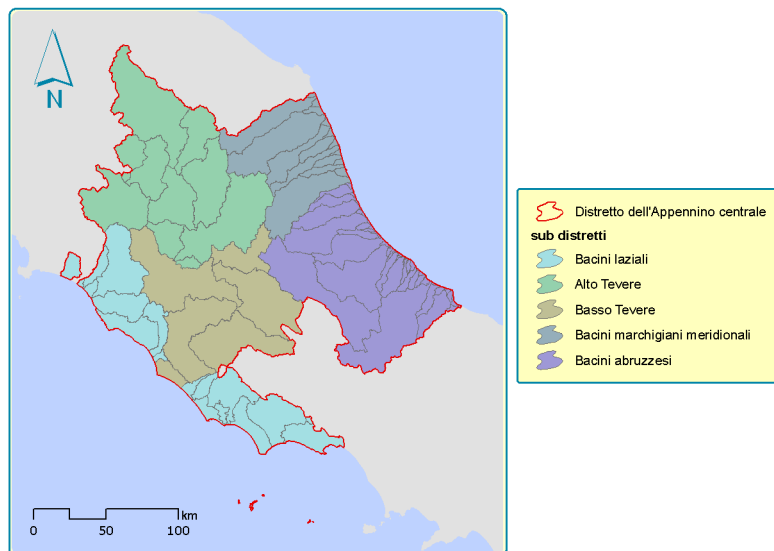 N
0 50 100 km
Distretto dell'Appennino centrale
sub distretti
Bacini laziali
Alto Tevere
Basso Tevere
Bacini marchigiani meridionali
Bacini abruzzesi